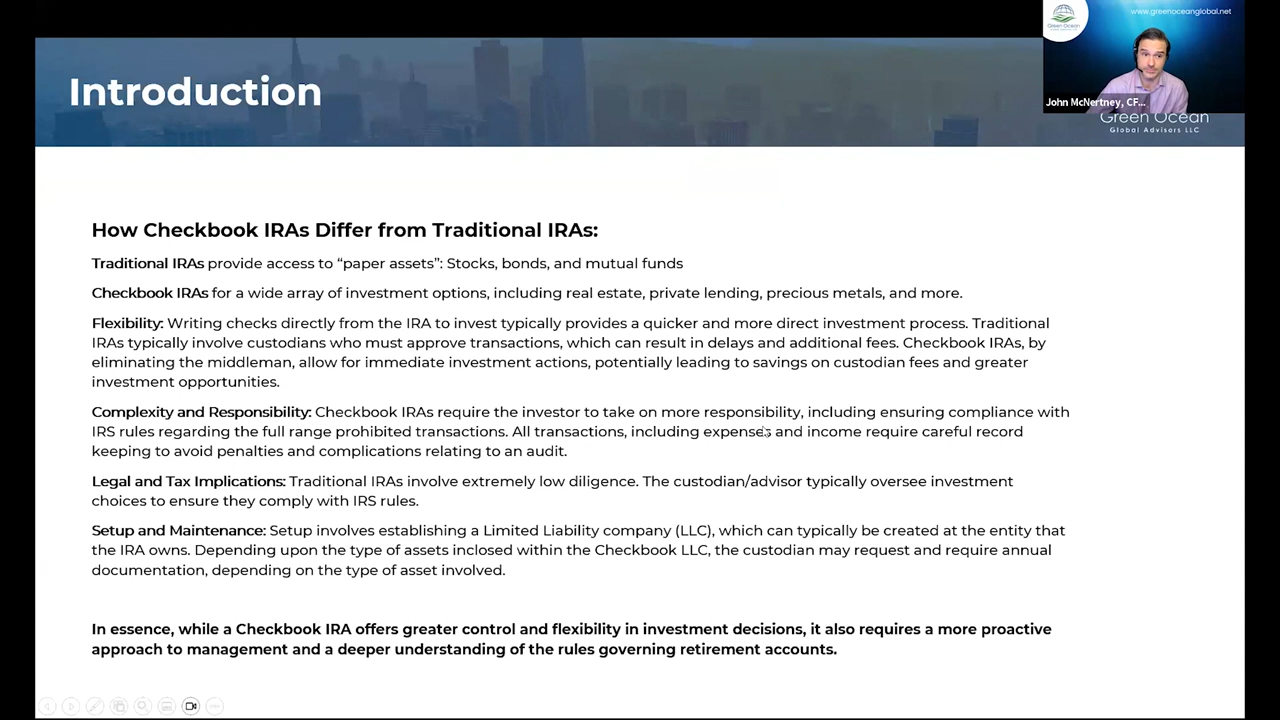 www.greenoceanglobal.net
Green Ocean
John McNertney, CF...
Introduction
Green Ocean
Global Advisors LLC
How Checkbook IRAs Differ from Traditional IRAs:
Traditional IRAs provide access to “paper assets”: Stocks, bonds, and mutual funds
Checkbook IRAs for a wide array of investment options, including real estate, private lending, precious metals, and more.
Flexibility: Writing checks directly from the IRA to invest typically provides a quicker and more direct investment process. Traditional
IRAs typically involve custodians who must approve transactions, which can result in delays and additional fees. Checkbook IRAs, by
eliminating the middleman, allow for immediate investment actions, potentially leading to savings on custodian fees and greater
investment opportunities.
Complexity and Responsibility: Checkbook IRAs require the investor to take on more responsibility, including ensuring compliance with
IRS rules regarding the full range prohibited transactions. All transactions, including expenses and income require careful record
keeping to avoid penalties and complications relating to an audit.
Legal and Tax Implications: Traditional IRAs involve extremely low diligence. The custodian/advisor typically oversee investment
choices to ensure they comply with IRS rules.
Setup and Maintenance: Setup involves establishing a Limited Liability company (LLC), which can typically be created at the entity that
the IRA owns. Depending upon the type of assets inclosed within the Checkbook LLC, the custodian may request and require annual
documentation, depending on the type of asset involved.
In essence, while a Checkbook IRA offers greater control and flexibility in investment decisions, it also requires a more proactive
approach to management and a deeper understanding of the rules governing retirement accounts.